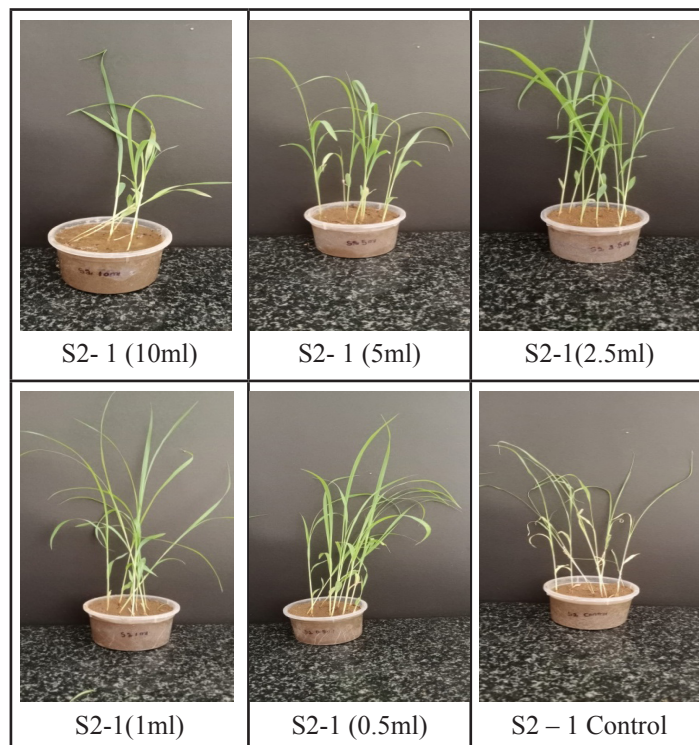 S2- 1 (10ml)
S2- 1 (5ml)
S2-1(2.5ml)
S2-1(1ml)
S2-1 (0.5ml)
S2 – 1 Control